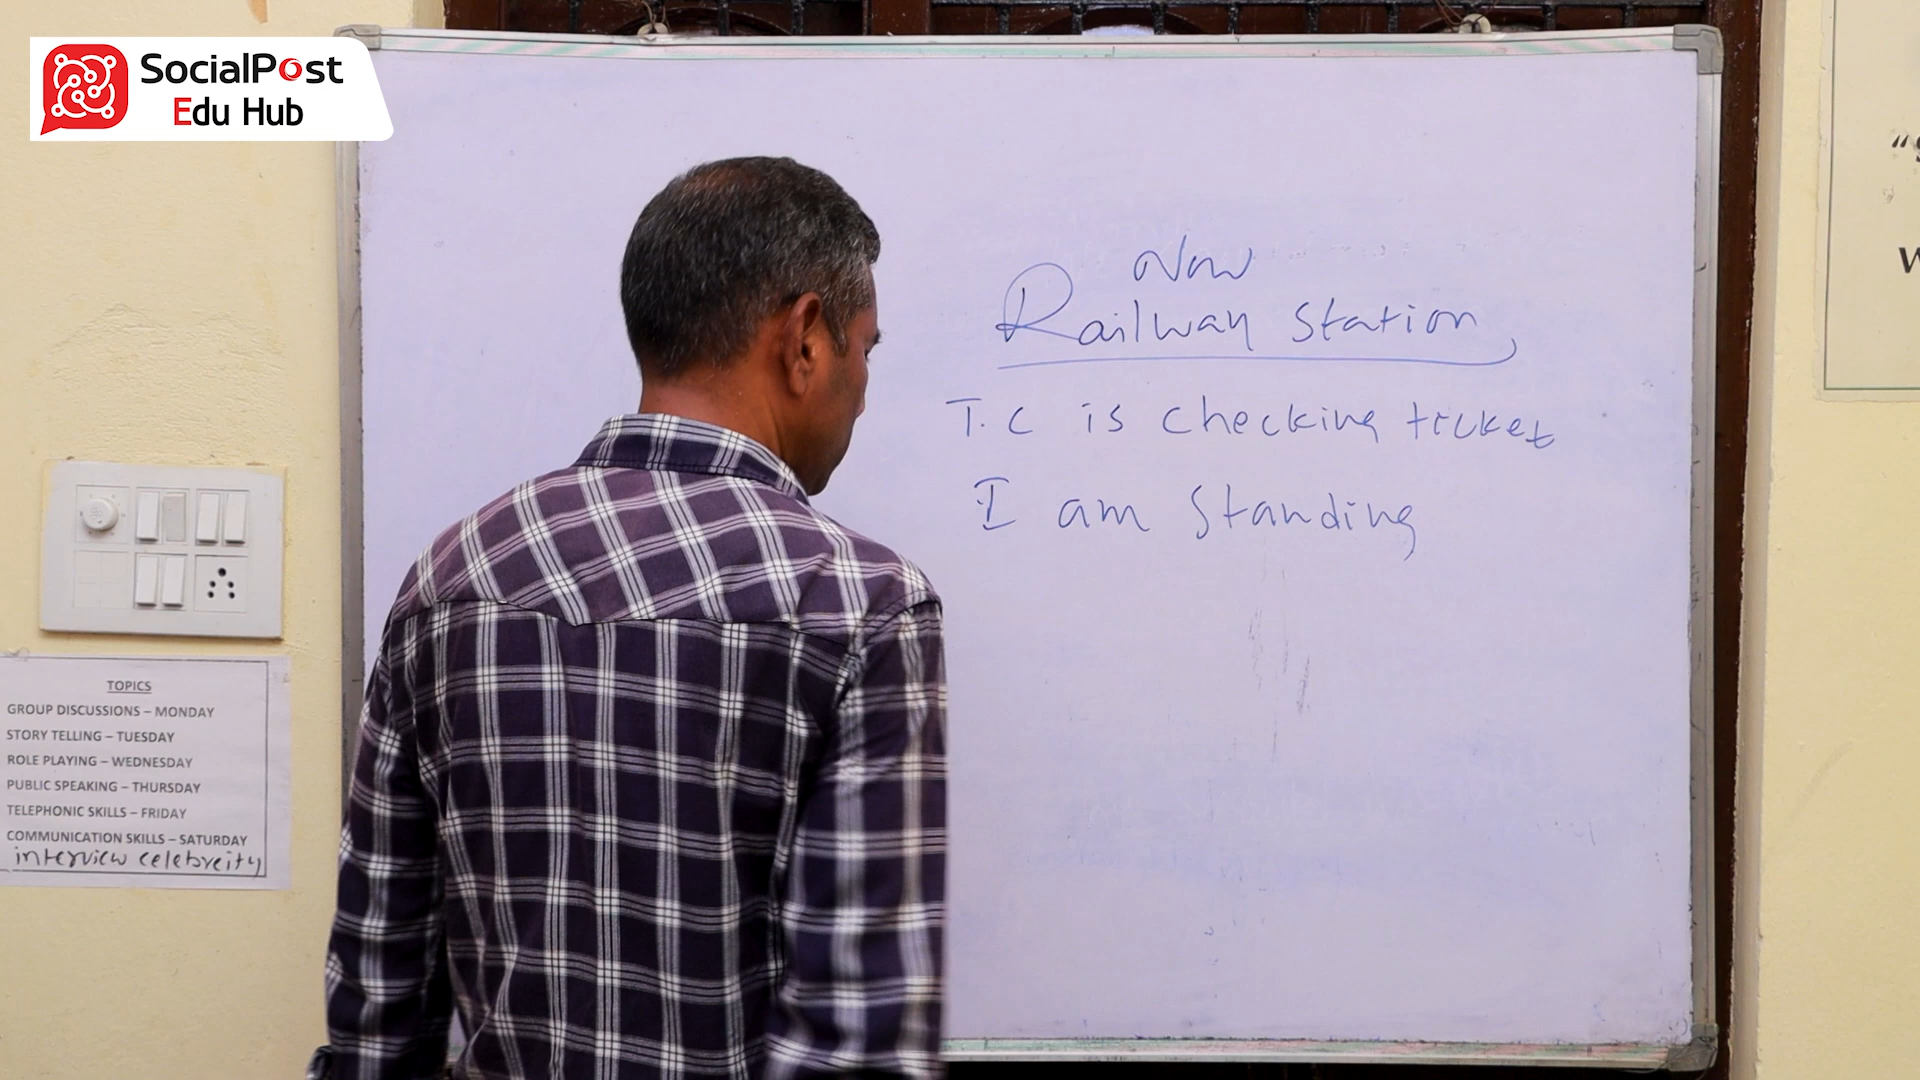 SocialPost
Edu Hub
Now
Railway Station
T.C is checking ticket
I am Standing
TOPICS
GROUP DISCUSSIONS – MONDAY
STORY TELLING – TUESDAY
ROLE PLAYING – WEDNESDAY
PUBLIC SPEAKING – THURSDAY
TELEPHONIC SKILLS – FRIDAY
COMMUNICATION SKILLS – SATURDAY
interview celebreity